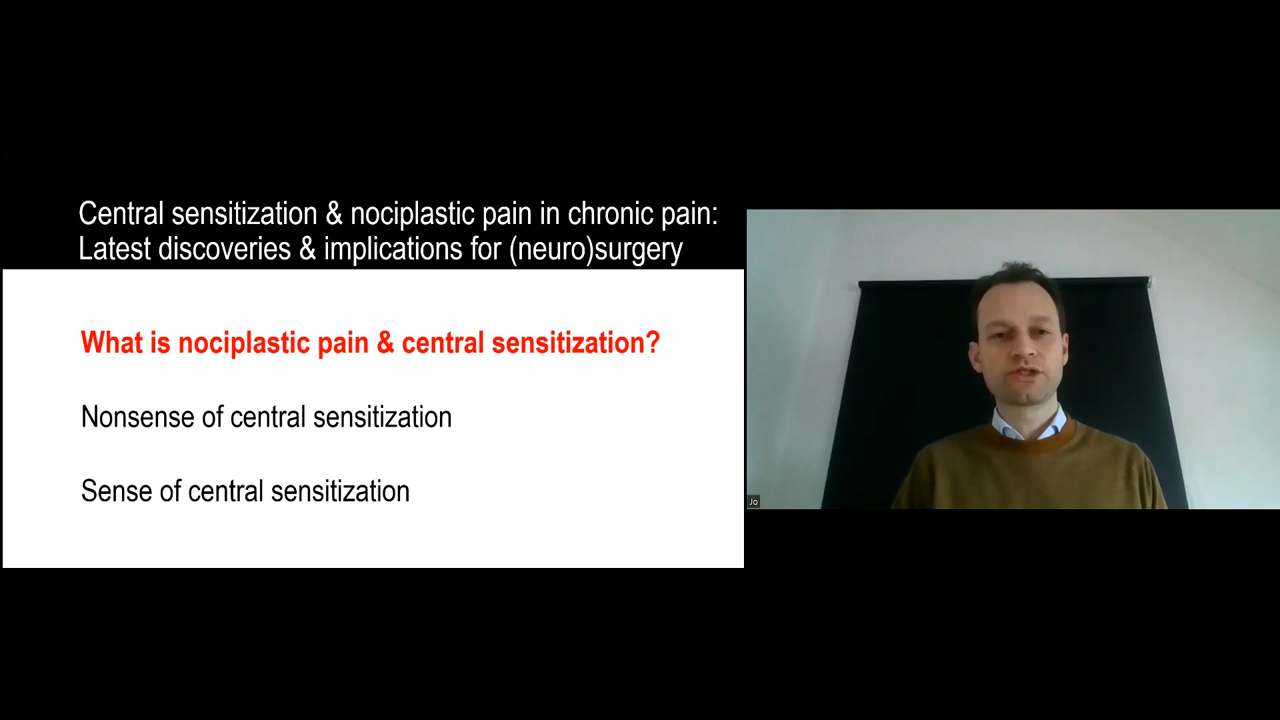 Central sensitization & nociplastic pain in chronic pain:
Latest discoveries & implications for (neuro)surgery
What is nociplastic pain & central sensitization?
Nonsense of central sensitization
Sense of central sensitization
Jo